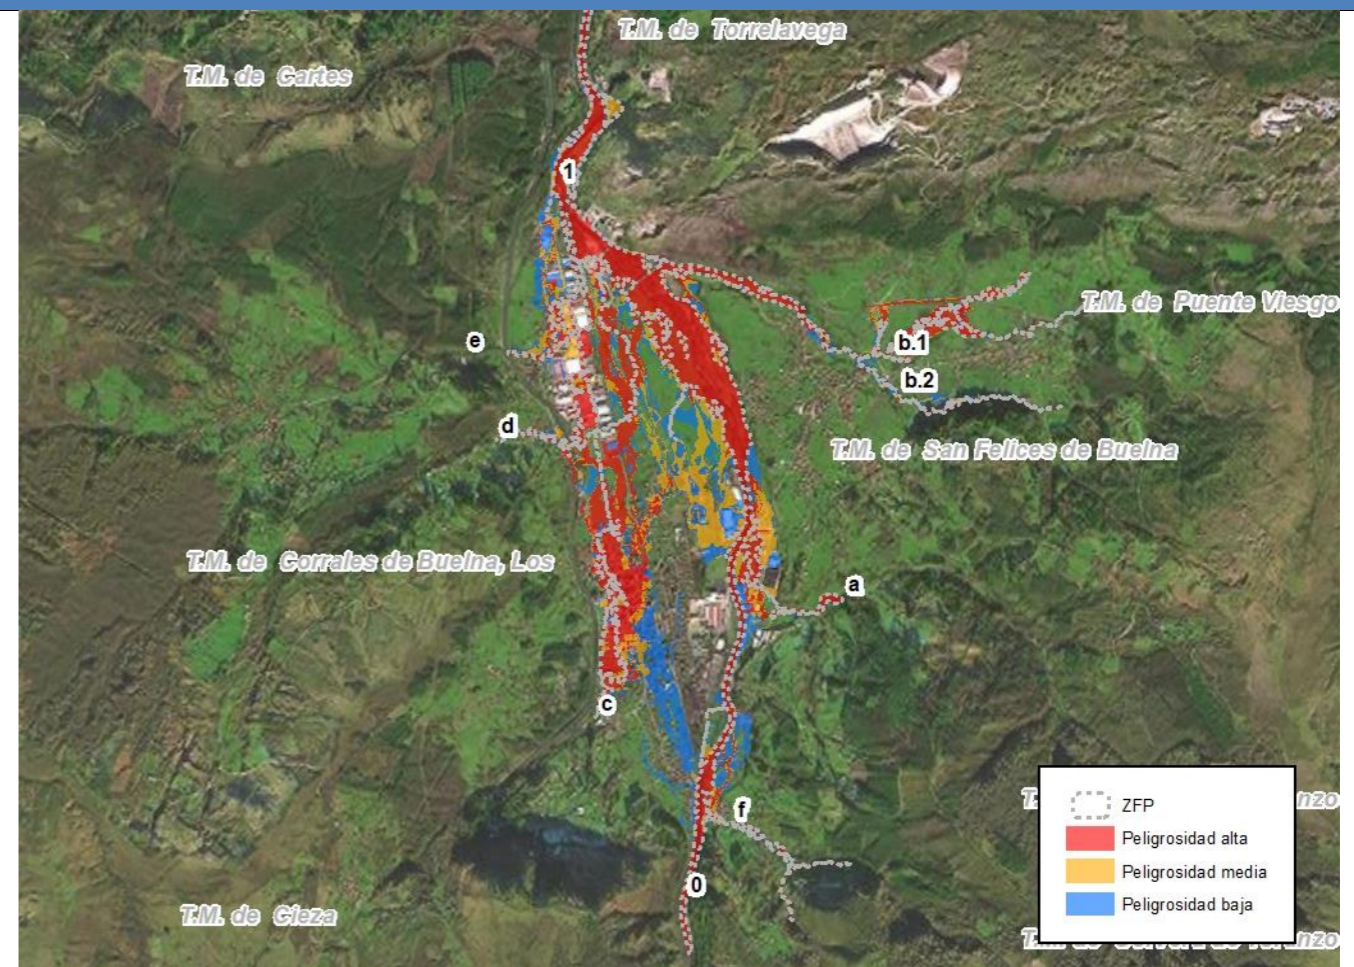 T.M. de Torrelavega
T.M. de Cartes
1
T.M. de Puente Viesgo
e
b.1
b.2
d
T.M. de San Felices de Buelna
T.M. de Corrales de Buelna, Los
a
c
ZFP
Peligrosidad alta
Peligrosidad media
Peligrosidad baja
f
0
T.M. de Cieza